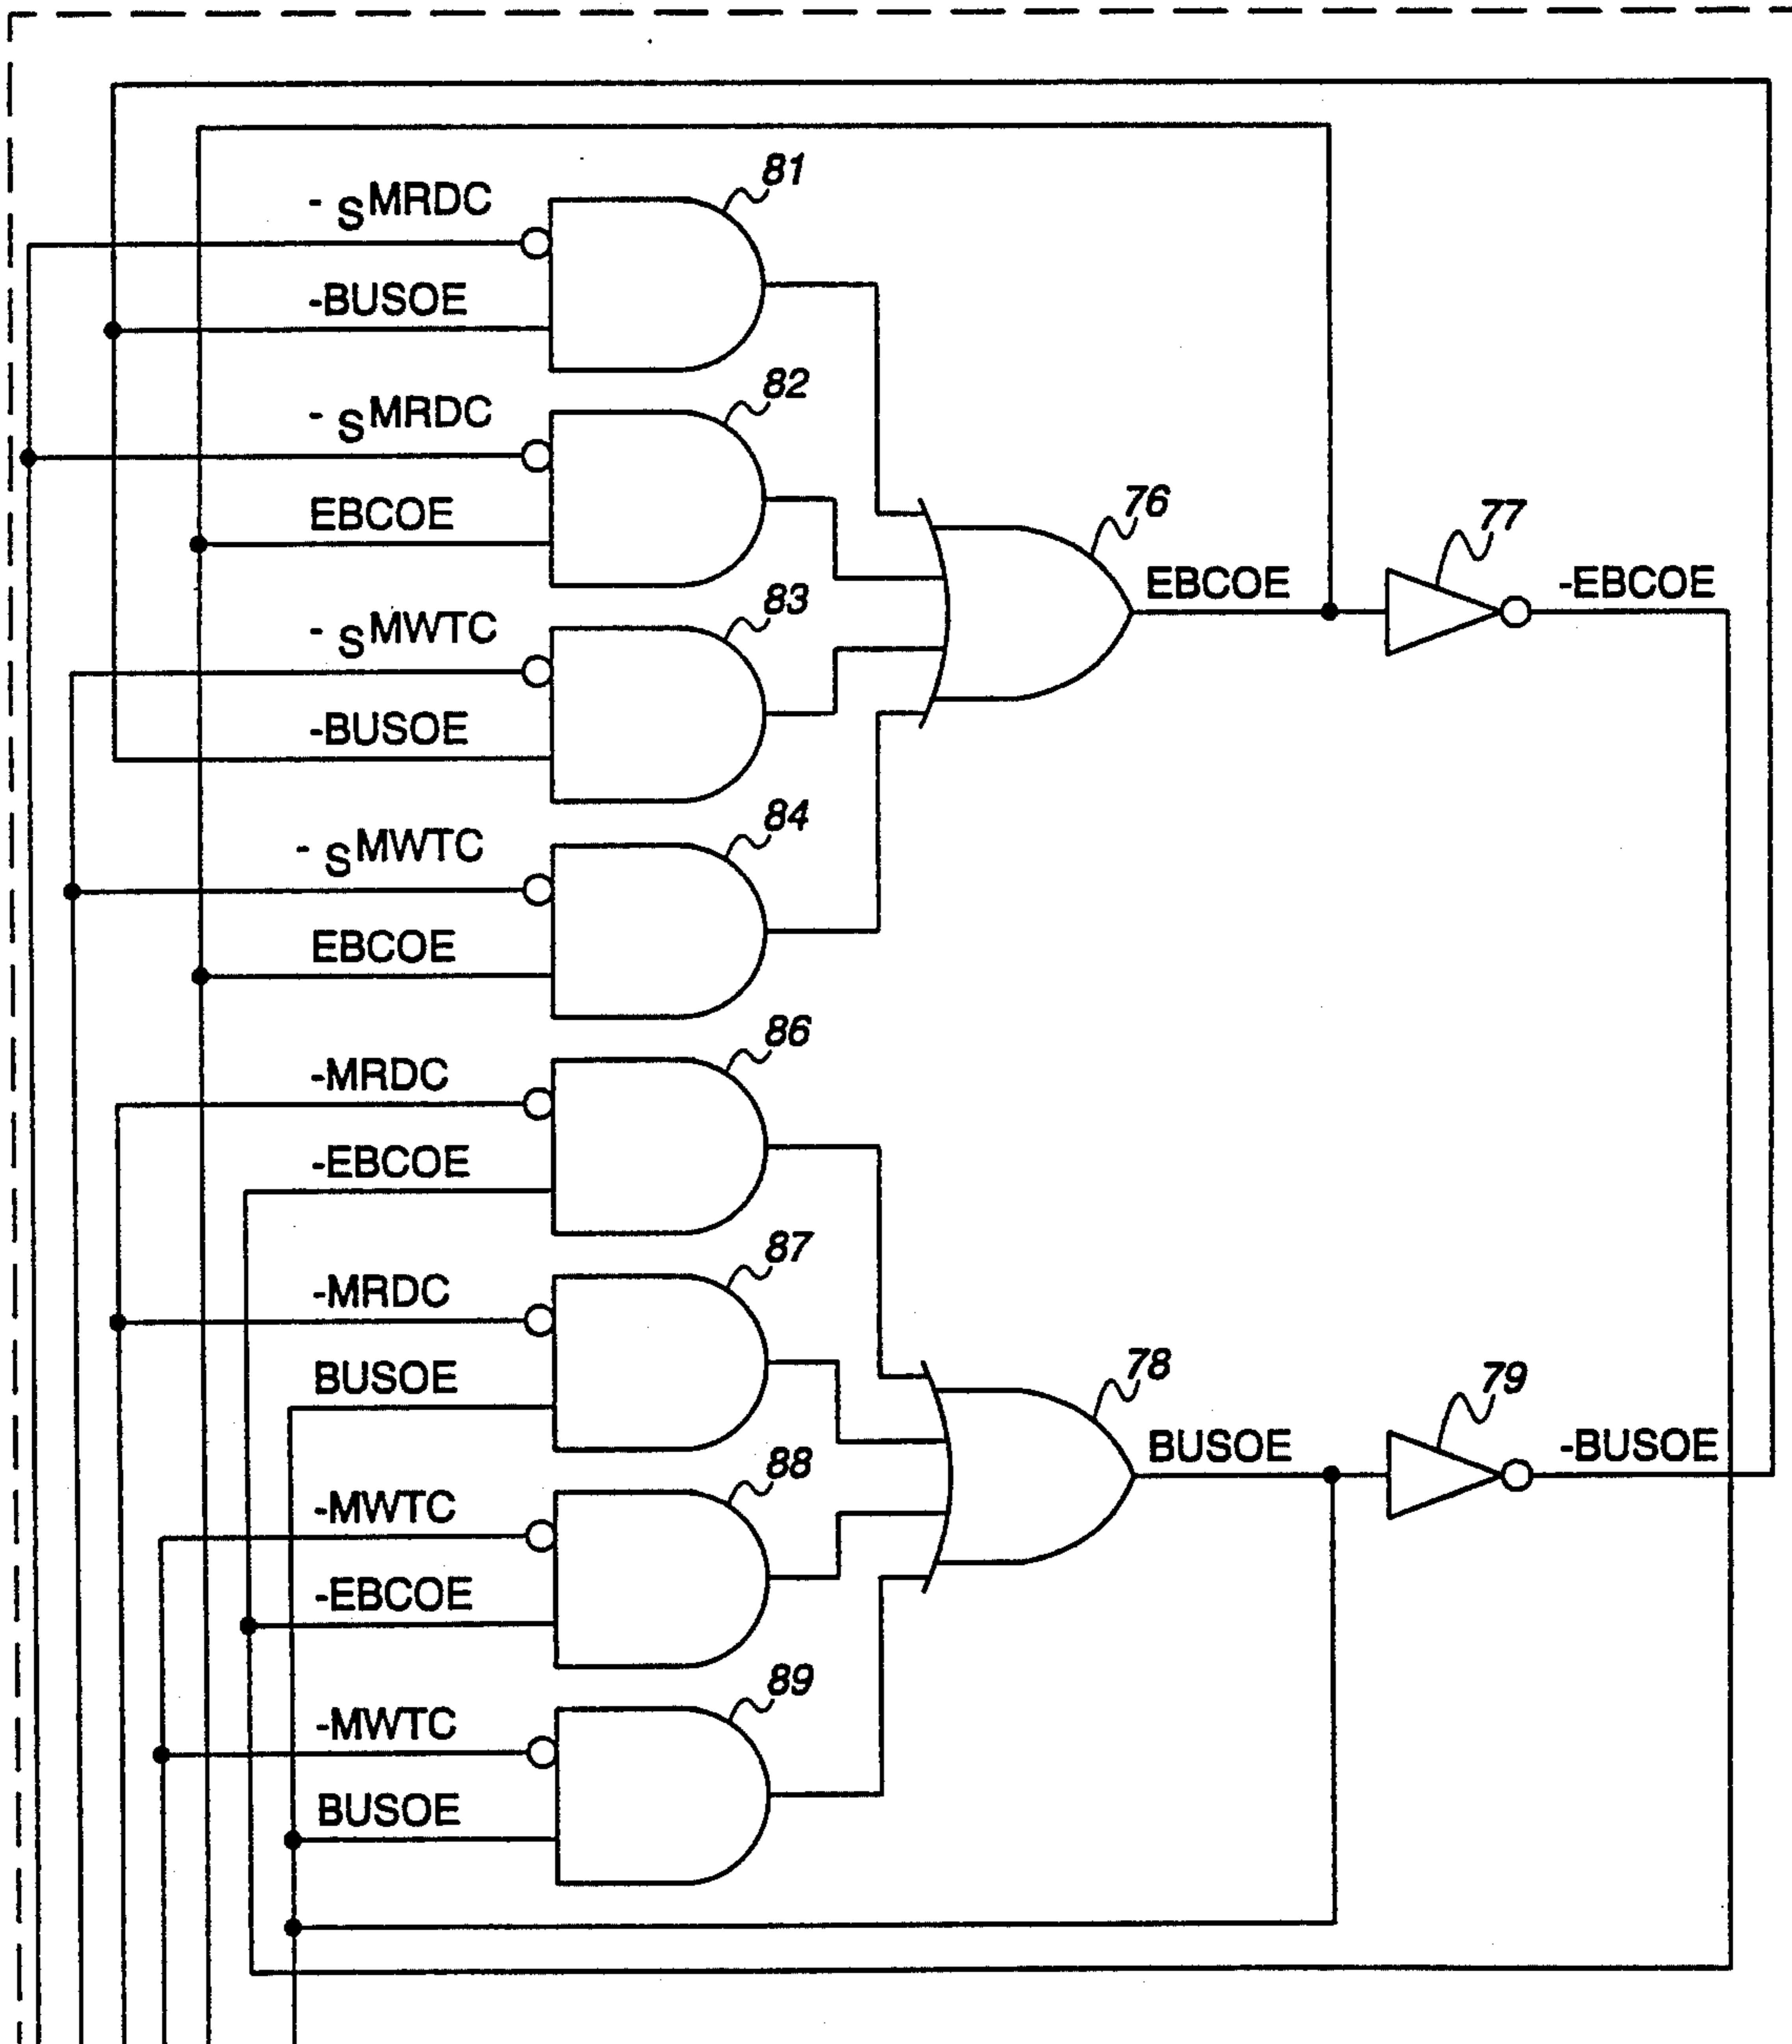 81
- SMRDC
-BUSOE
82
- SMRDC
EBCOE
76
77
EBCOE
-EBCOE
83
- SMWTC
-BUSOE
84
- SMWTC
EBCOE
86
-MRDC
-EBCOE
87
-MRDC
BUSOE
78
79
BUSOE
-BUSOE
88
-MWTC
-EBCOE
89
-MWTC
BUSOE